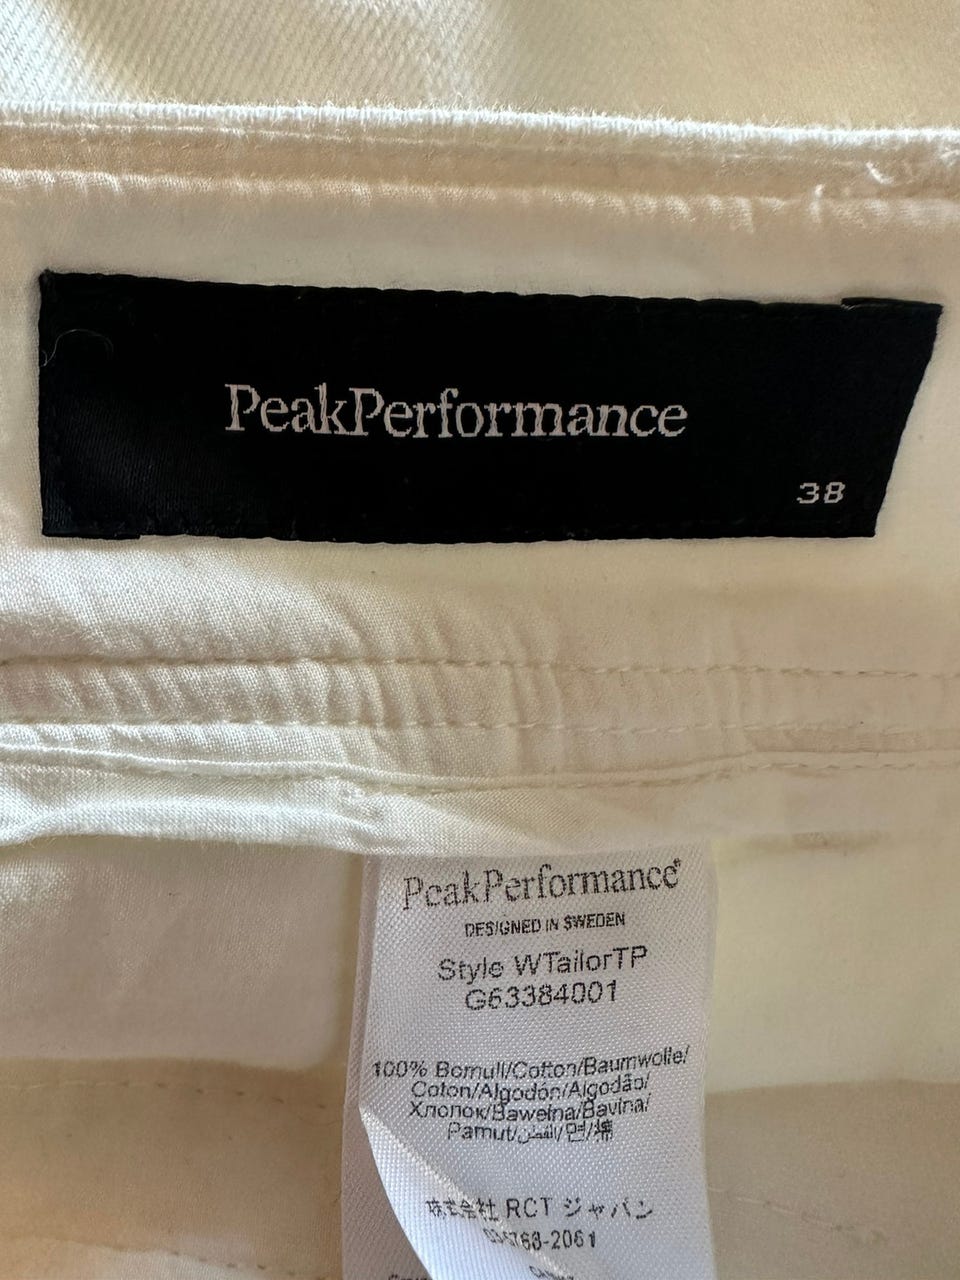 PeakPerformance
38
PeakPerformance®
DESIGNED IN SWEDEN
Style WTailorTP
G63384001
100% Bomull/Cotton/Baumwolle/
Coton/Algodón/Algodão/
Хлопок/Bawełna/Bavlna/
Pamut/القطن/면/棉
株式会社 RCT ジャパン